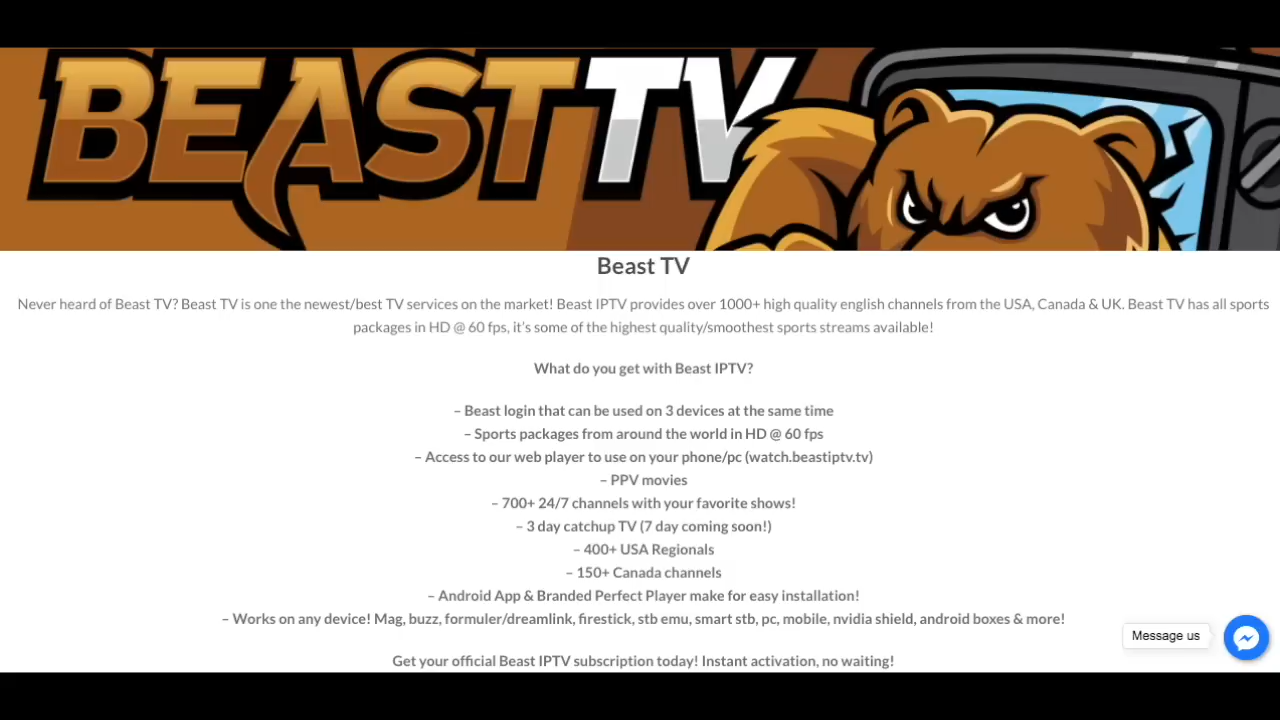 BEASTTV
Beast TV
Never heard of Beast TV? Beast TV is one the newest/best TV services on the market! Beast IPTV provides over 1000+ high quality english channels from the USA, Canada & UK. Beast TV has all sports
packages in HD @ 60 fps, it’s some of the highest quality/smoothest sports streams available!
What do you get with Beast IPTV?
– Beast login that can be used on 3 devices at the same time
– Sports packages from around the world in HD @ 60 fps
– Access to our web player to use on your phone/pc (watch.beastiptv.tv)
– PPV movies
– 700+ 24/7 channels with your favorite shows!
– 3 day catchup TV (7 day coming soon!)
– 400+ USA Regionals
– 150+ Canada channels
– Android App & Branded Perfect Player make for easy installation!
– Works on any device! Mag, buzz, formuler/dreamlink, firestick, stb emu, smart stb, pc, mobile, nvidia shield, android boxes & more!
Message us
Get your official Beast IPTV subscription today! Instant activation, no waiting!